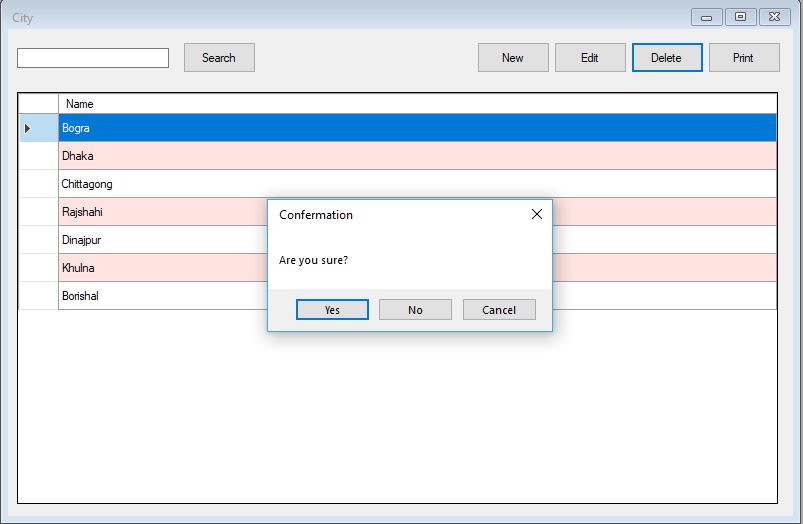 City
Search
New
Edit
Delete
Print
Name
Bogra
Dhaka
Chittagong
Rajshahi
Dinajpur
Khulna
Borishal
Confermation
Are you sure?
Yes
No
Cancel